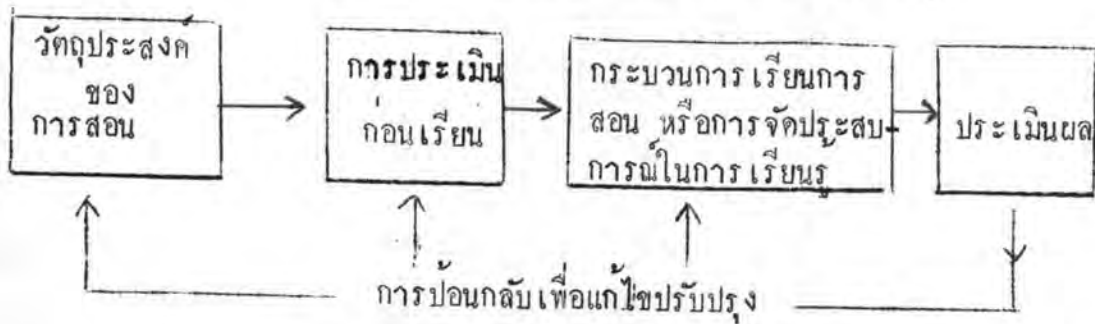 วัตถุประสงค์
ของ
การสอน
การประเมิน
ก่อนเรียน
กระบวนการเรียนการ
สอน หรือการจัดประสบ-
การณ์ในการเรียนรู้
ประเมินผล
การป้อนกลับเพื่อแก้ไขปรับปรุง